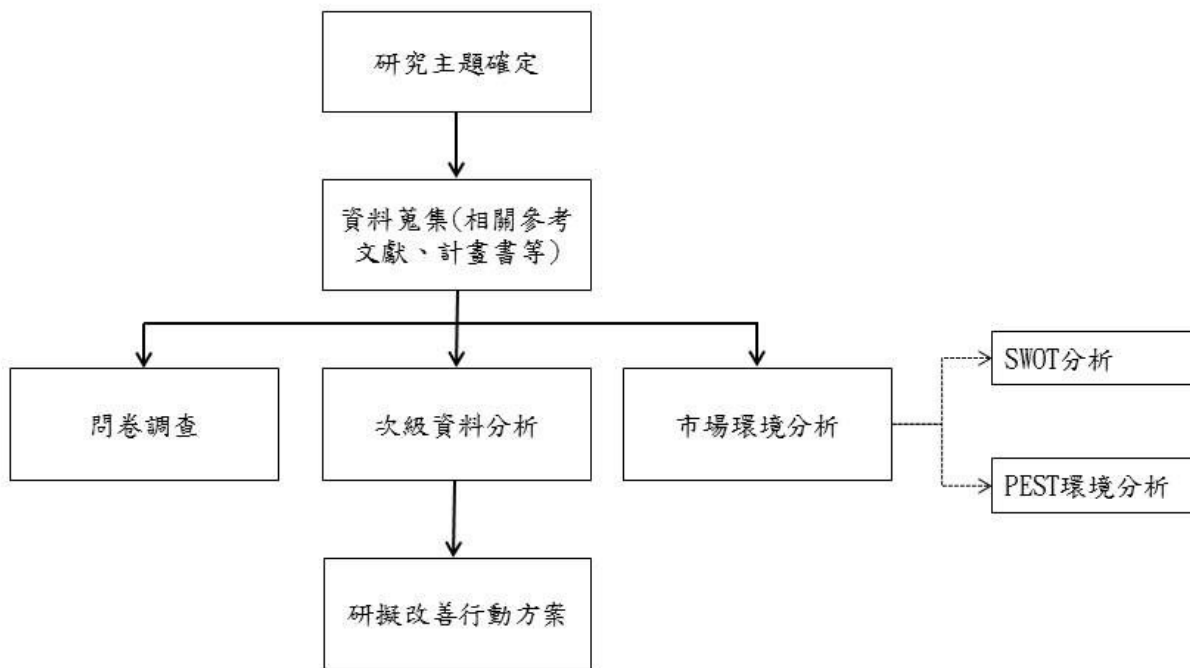 研究主題確定
資料蒐集(相關參考
文獻、計畫書等)
問卷調查
次級資料分析
市場環境分析
SWOT分析
PEST環境分析
研擬改善行動方案